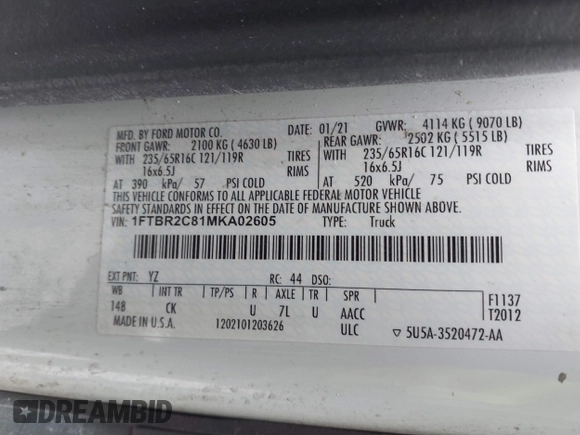 MFD. BY FORD MOTOR CO.
DATE: 01/21 GVWR: 4114 KG ( 9070 LB)
FRONT GAWR: 2100 KG ( 4630 LB)
REAR GAWR: 2502 KG ( 5515 LB)
WITH 235/65R16C 121/119R TIRES
WITH 235/65R16C 121/119R TIRES
16x6.5J RIMS
16x6.5J RIMS
AT 390 kPa/ 57 PSI COLD
AT 520 kPa/ 75 PSI COLD
THIS VEHICLE CONFORMS TO ALL APPLICABLE FEDERAL MOTOR VEHICLE
SAFETY STANDARDS IN EFFECT ON THE DATE OF MANUFACTURE SHOWN ABOVE.
VIN: 1FTBR2C81MKA02605 TYPE: Truck
EXT PNT: YZ RC: 44 DSO:
WB INT TR TP/PS R AXLE TR SPR
148 CK U 7L U AACC
F1137
T2012
MADE IN U.S.A. 1202101203626 ULC ▽ 5U5A-3520472-AA
DREAMBID